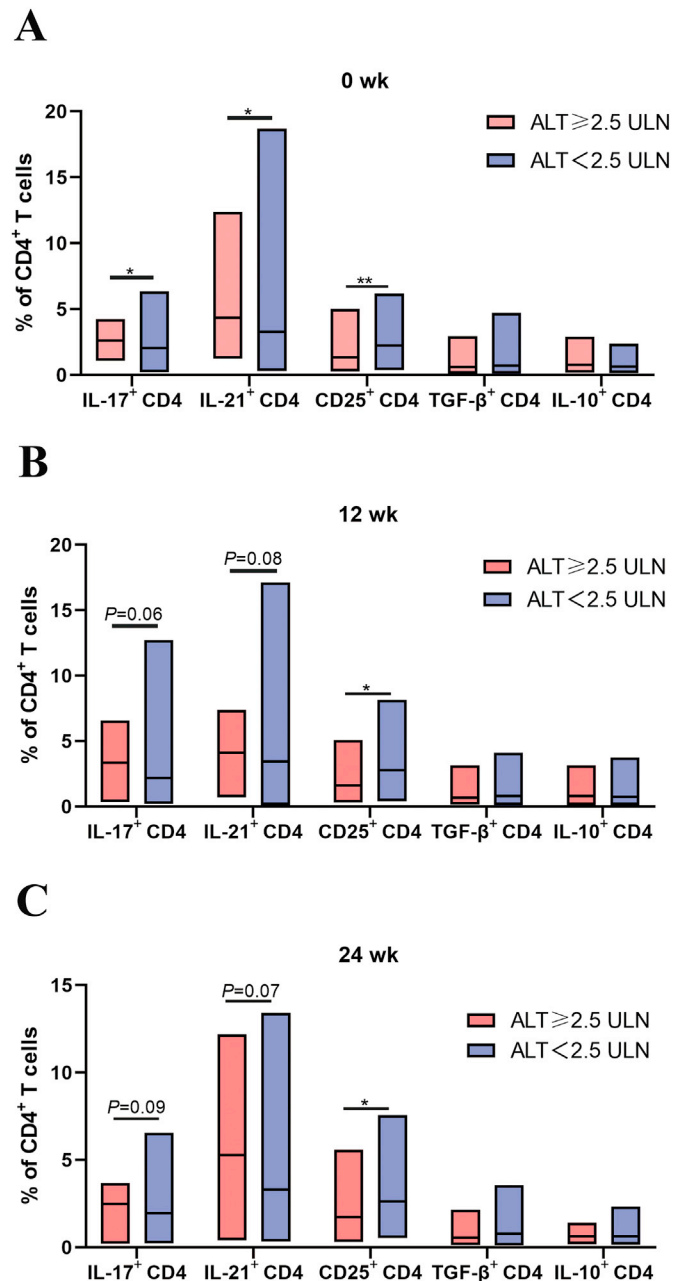 A
0 wk
% of CD4⁺ T cells
20
15
10
5
0
* * **
ALT⩾2.5 ULN
ALT<2.5 ULN
IL-17⁺ CD4 IL-21⁺ CD4 CD25⁺ CD4 TGF-β⁺ CD4 IL-10⁺ CD4
B
12 wk
% of CD4⁺ T cells
20
15
10
5
0
P=0.06 P=0.08 *
ALT⩾2.5 ULN
ALT<2.5 ULN
IL-17⁺ CD4 IL-21⁺ CD4 CD25⁺ CD4 TGF-β⁺ CD4 IL-10⁺ CD4
C
24 wk
% of CD4⁺ T cells
15
10
5
0
P=0.09 P=0.07 *
ALT⩾2.5 ULN
ALT<2.5 ULN
IL-17⁺ CD4 IL-21⁺ CD4 CD25⁺ CD4 TGF-β⁺ CD4 IL-10⁺ CD4